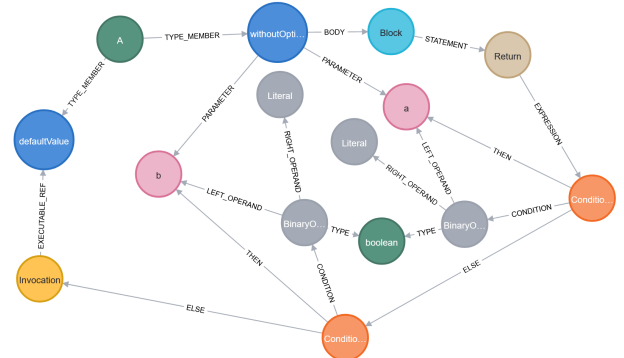 A
TYPE_MEMBER
withoutOpti…
BODY
Block
STATEMENT
Return
TYPE_MEMBER
PARAMETER
PARAMETER
Literal
a
EXPRESSION
defaultValue
RIGHT_OPERAND
Literal
LEFT_OPERAND
THEN
b
RIGHT_OPERAND
EXECUTABLE_REF
LEFT_OPERAND
Conditio…
CONDITION
BinaryO…
TYPE
boolean
TYPE
BinaryO…
THEN
CONDITION
ELSE
Invocation
ELSE
Conditio…